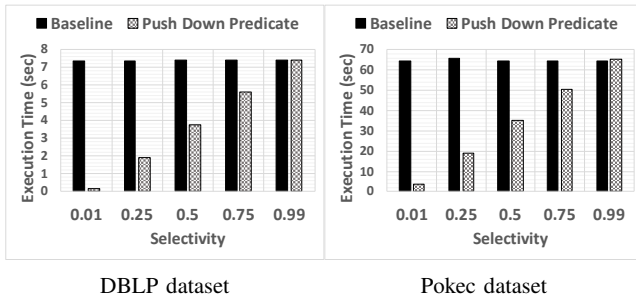 Baseline Push Down Predicate
Execution Time (sec)
8
7
6
5
4
3
2
1
0
0.01 0.25 0.5 0.75 0.99
Selectivity
DBLP dataset
Baseline Push Down Predicate
Execution Time (sec)
70
60
50
40
30
20
10
0
0.01 0.25 0.5 0.75 0.99
Selectivity
Pokec dataset